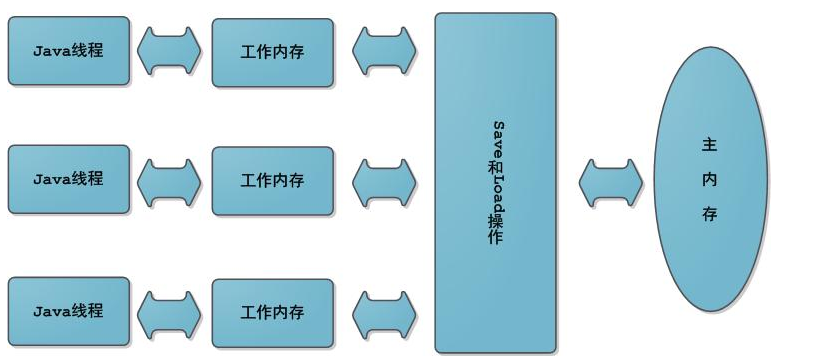 Java线程
工作内存
Java线程
工作内存
Java线程
工作内存
Save和Load操作
主
内
存